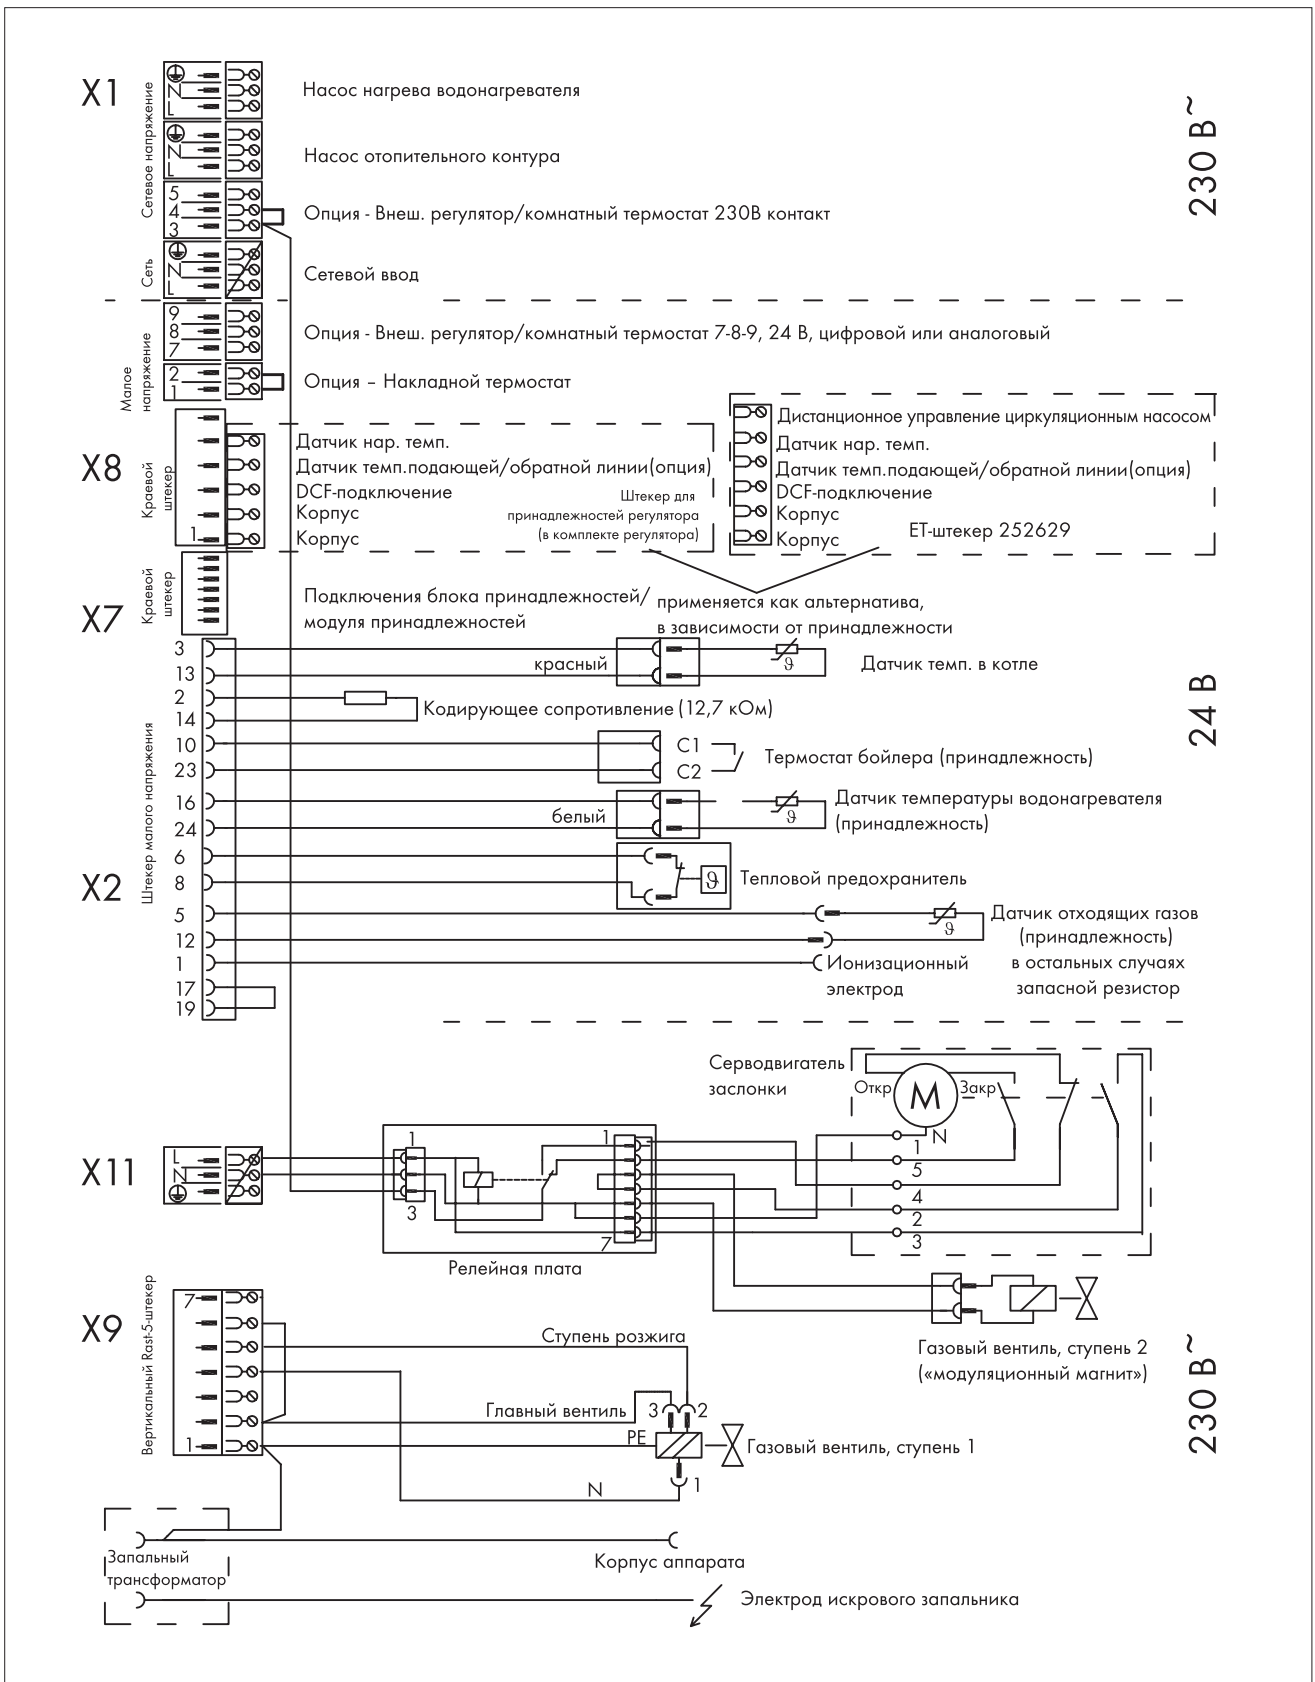 X1
Сетевое напряжение
N
L
Насос нагрева водонагревателя
N
L
Насос отопительного контура
5
4
3
Опция - Внеш. регулятор/комнатный термостат 230В контакт
Сеть
N
L
Сетевой ввод
230 В~
Малое напряжение
9
8
7
Опция - Внеш. регулятор/комнатный термостат 7-8-9, 24 В, цифровой или аналоговый
2
1
Опция – Накладной термостат
X8
Краевой штекер
1
Датчик нар. темп.
Датчик темп.подающей/обратной линии(опция)
DCF-подключение
Корпус
Корпус
Штекер для
принадлежностей регулятора
(в комплекте регулятора)
Дистанционное управление циркуляционным насосом
Датчик нар. темп.
Датчик темп.подающей/обратной линии(опция)
DCF-подключение
Корпус
Корпус
ET-штекер 252629
X7
Краевой штекер
Подключения блока принадлежностей/
модуля принадлежностей
применяется как альтернатива,
в зависимости от принадлежности
24 В
X2
Штекер малого напряжения
3
13
красный
ϑ
Датчик темп. в котле
2
14
Кодирующее сопротивление (12,7 кОм)
10
23
C1
C2
Термостат бойлера (принадлежность)
16
24
белый
ϑ
Датчик температуры водонагревателя
(принадлежность)
6
8
ϑ
Тепловой предохранитель
5
12
ϑ
Датчик отходящих газов
(принадлежность)
в остальных случаях
запасной резистор
1
Ионизационный
электрод
17
19
Серводвигатель
заслонки
Откр
M
Закр
N
1
5
4
2
3
X11
L
N
1
3
1
7
Релейная плата
Газовый вентиль, ступень 2
(«модуляционный магнит»)
X9
Вертикальный Rast-5-штекер
7
1
Ступень розжига
Главный вентиль
3
2
PE
Газовый вентиль, ступень 1
1
N
230 В~
Запальный
трансформатор
Корпус аппарата
Электрод искрового запальника